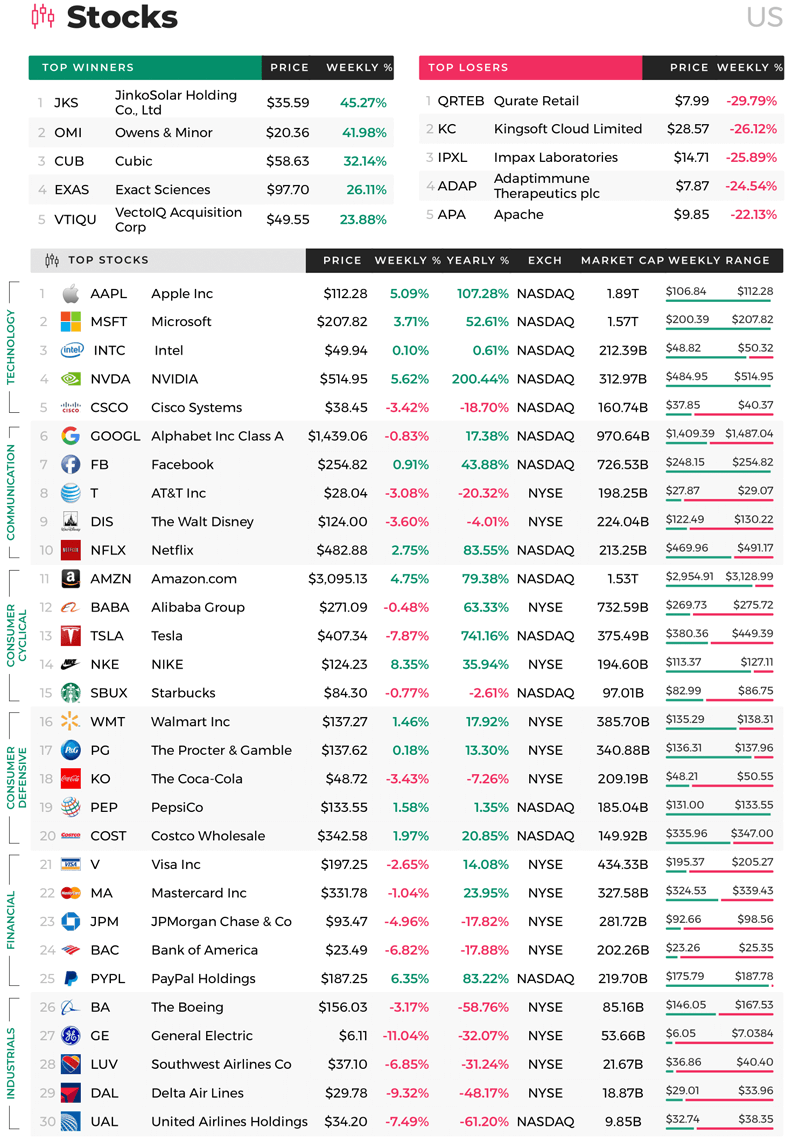 Stocks
US
TOP WINNERS PRICE WEEKLY %
1 JKS JinkoSolar Holding Co., Ltd $35.59 45.27%
2 OMI Owens & Minor $20.36 41.98%
3 CUB Cubic $58.63 32.14%
4 EXAS Exact Sciences $97.70 26.11%
5 VTIQU VectoIQ Acquisition Corp $49.55 23.88%
TOP LOSERS PRICE WEEKLY %
1 QRTEB Qurate Retail $7.99 -29.79%
2 KC Kingsoft Cloud Limited $28.57 -26.12%
3 IPXL Impax Laboratories $14.71 -25.89%
4 ADAP Adaptimmune Therapeutics plc $7.87 -24.54%
5 APA Apache $9.85 -22.13%
TOP STOCKS PRICE WEEKLY % YEARLY % EXCH MARKET CAP WEEKLY RANGE
TECHNOLOGY
1 AAPL Apple Inc $112.28 5.09% 107.28% NASDAQ 1.89T $106.84 $112.28
2 MSFT Microsoft $207.82 3.71% 52.61% NASDAQ 1.57T $200.39 $207.82
3 intel INTC Intel $49.94 0.10% 0.61% NASDAQ 212.39B $48.82 $50.32
4 NVDA NVIDIA $514.95 5.62% 200.44% NASDAQ 312.97B $484.95 $514.95
5 CISCO CSCO Cisco Systems $38.45 -3.42% -18.70% NASDAQ 160.74B $37.85 $40.37
COMMUNICATION
6 GOOGL Alphabet Inc Class A $1,439.06 -0.83% 17.38% NASDAQ 970.64B $1,409.39 $1,487.04
7 FB Facebook $254.82 0.91% 43.88% NASDAQ 726.53B $248.15 $254.82
8 T AT&T Inc $28.04 -3.08% -20.32% NYSE 198.25B $27.87 $29.07
9 DIS The Walt Disney $124.00 -3.60% -4.01% NYSE 224.04B $122.49 $130.22
10 NETFLIX NFLX Netflix $482.88 2.75% 83.55% NASDAQ 213.25B $469.96 $491.17
CONSUMER CYCLICAL
11 AMZN Amazon.com $3,095.13 4.75% 79.38% NASDAQ 1.53T $2,954.91 $3,128.99
12 BABA Alibaba Group $271.09 -0.48% 63.33% NYSE 732.59B $269.73 $275.72
13 TSLA Tesla $407.34 -7.87% 741.16% NASDAQ 375.49B $380.36 $449.39
14 NKE NIKE $124.23 8.35% 35.94% NYSE 194.60B $113.37 $127.11
15 SBUX Starbucks $84.30 -0.77% -2.61% NASDAQ 97.01B $82.99 $86.75
CONSUMER DEFENSIVE
16 WMT Walmart Inc $137.27 1.46% 17.92% NYSE 385.70B $135.29 $138.31
17 P&G PG The Procter & Gamble $137.62 0.18% 13.30% NYSE 340.88B $136.31 $137.96
18 Coca-Cola KO The Coca-Cola $48.72 -3.43% -7.26% NYSE 209.19B $48.21 $50.55
19 PEP PepsiCo $133.55 1.58% 1.35% NASDAQ 185.04B $131.00 $133.55
20 COSTCO COST Costco Wholesale $342.58 1.97% 20.85% NASDAQ 149.92B $335.96 $347.00
FINANCIAL
21 VISA V Visa Inc $197.25 -2.65% 14.08% NYSE 434.33B $195.37 $205.27
22 MasterCard MA Mastercard Inc $331.78 -1.04% 23.95% NYSE 327.58B $324.53 $339.43
23 JPM JPMorgan Chase & Co $93.47 -4.96% -17.82% NYSE 281.72B $92.66 $98.56
24 BAC Bank of America $23.49 -6.82% -17.88% NYSE 202.26B $23.26 $25.35
25 PYPL PayPal Holdings $187.25 6.35% 83.22% NASDAQ 219.70B $175.79 $187.78
INDUSTRIALS
26 BA The Boeing $156.03 -3.17% -58.76% NYSE 85.16B $146.05 $167.53
27 GE General Electric $6.11 -11.04% -32.07% NYSE 53.66B $6.05 $7.0384
28 LUV Southwest Airlines Co $37.10 -6.85% -31.24% NYSE 21.67B $36.86 $40.40
29 DAL Delta Air Lines $29.78 -9.32% -48.17% NYSE 18.87B $29.01 $33.96
30 UAL United Airlines Holdings $34.20 -7.49% -61.20% NASDAQ 9.85B $32.74 $38.35